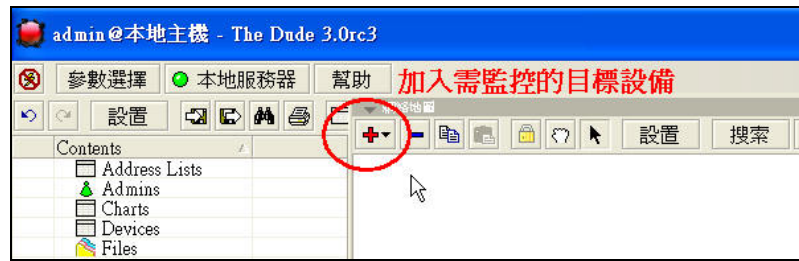 admin@本地主機 - The Dude 3.0rc3
參數選擇 本地服務器 幫助 加入需監控的目標設備
設置
設置 搜索
Contents
Address Lists
Admins
Charts
Devices
Files